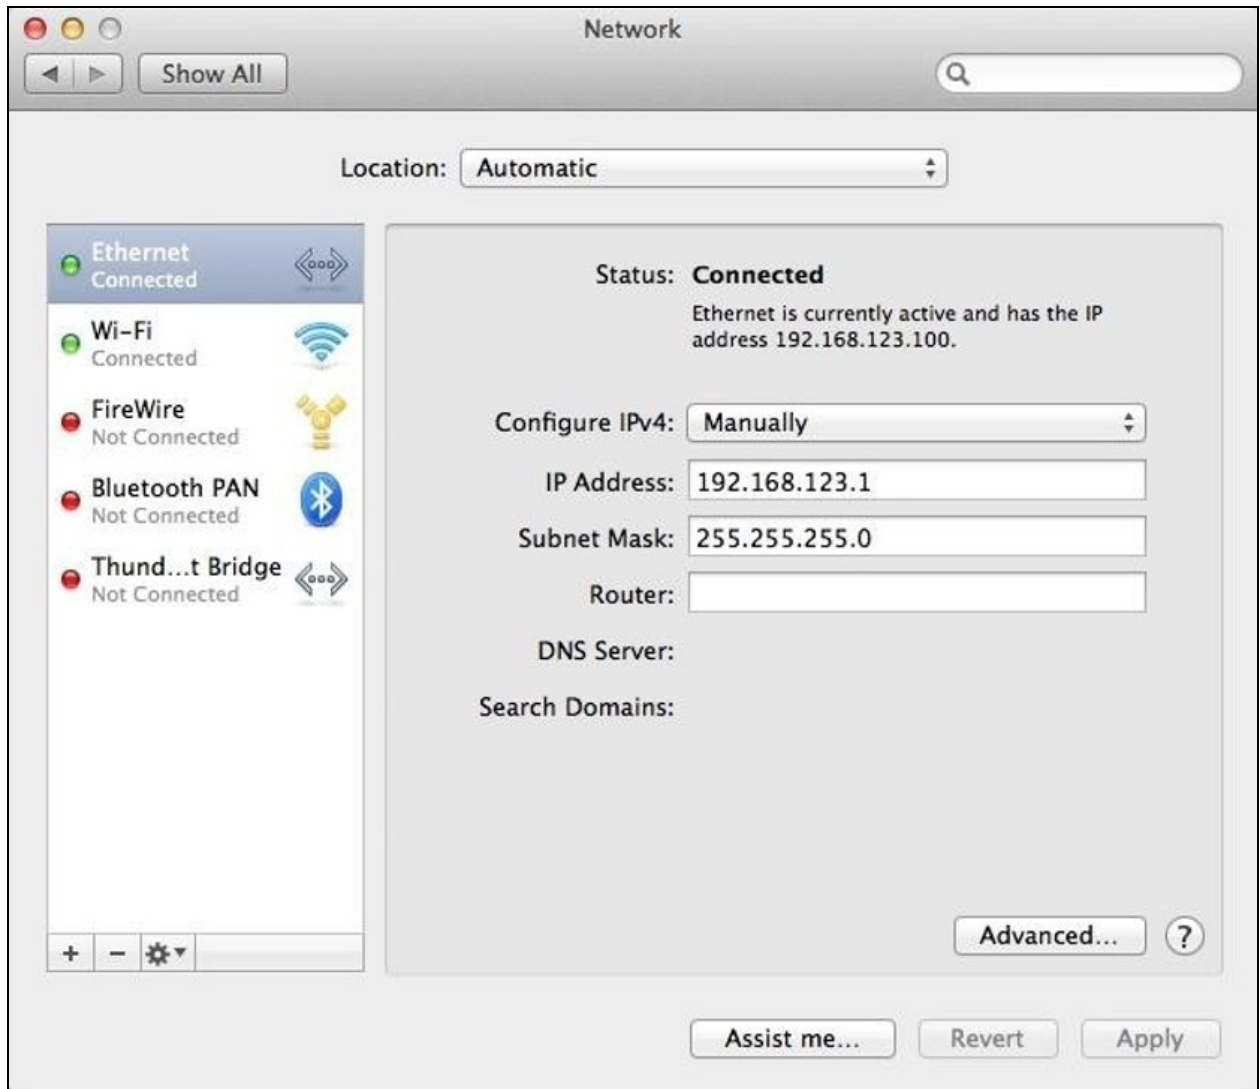 Network
Show All
Location: Automatic
Ethernet
Connected
Wi-Fi
Connected
FireWire
Not Connected
Bluetooth PAN
Not Connected
Thund...t Bridge
Not Connected
Status: Connected
Ethernet is currently active and has the IP
address 192.168.123.100.
Configure IPv4: Manually
IP Address: 192.168.123.1
Subnet Mask: 255.255.255.0
Router:
DNS Server:
Search Domains:
Advanced... ?
+ −
Assist me... Revert Apply